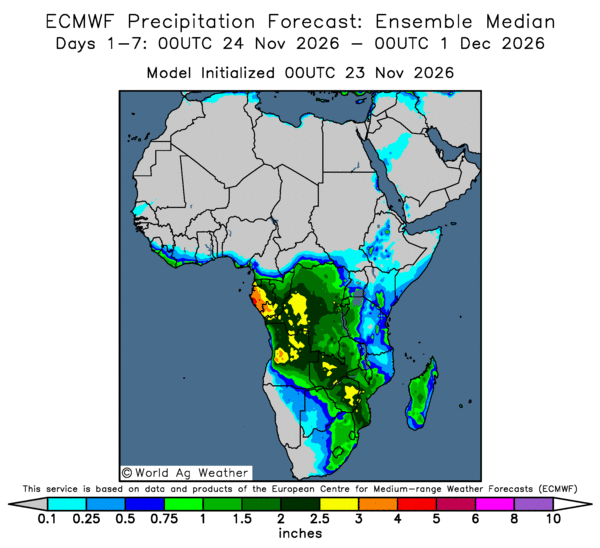 ECMWF Precipitation Forecast: Ensemble Median
Days 1−7: 00UTC 24 Nov 2026 − 00UTC 1 Dec 2026
Model Initialized 00UTC 23 Nov 2026
© World Ag Weather
This service is based on data and products of the European Centre for Medium-range Weather Forecasts (ECMWF)
0.1 0.25 0.5 0.75 1 1.5 2 2.5 3 4 5 6 8 10
inches